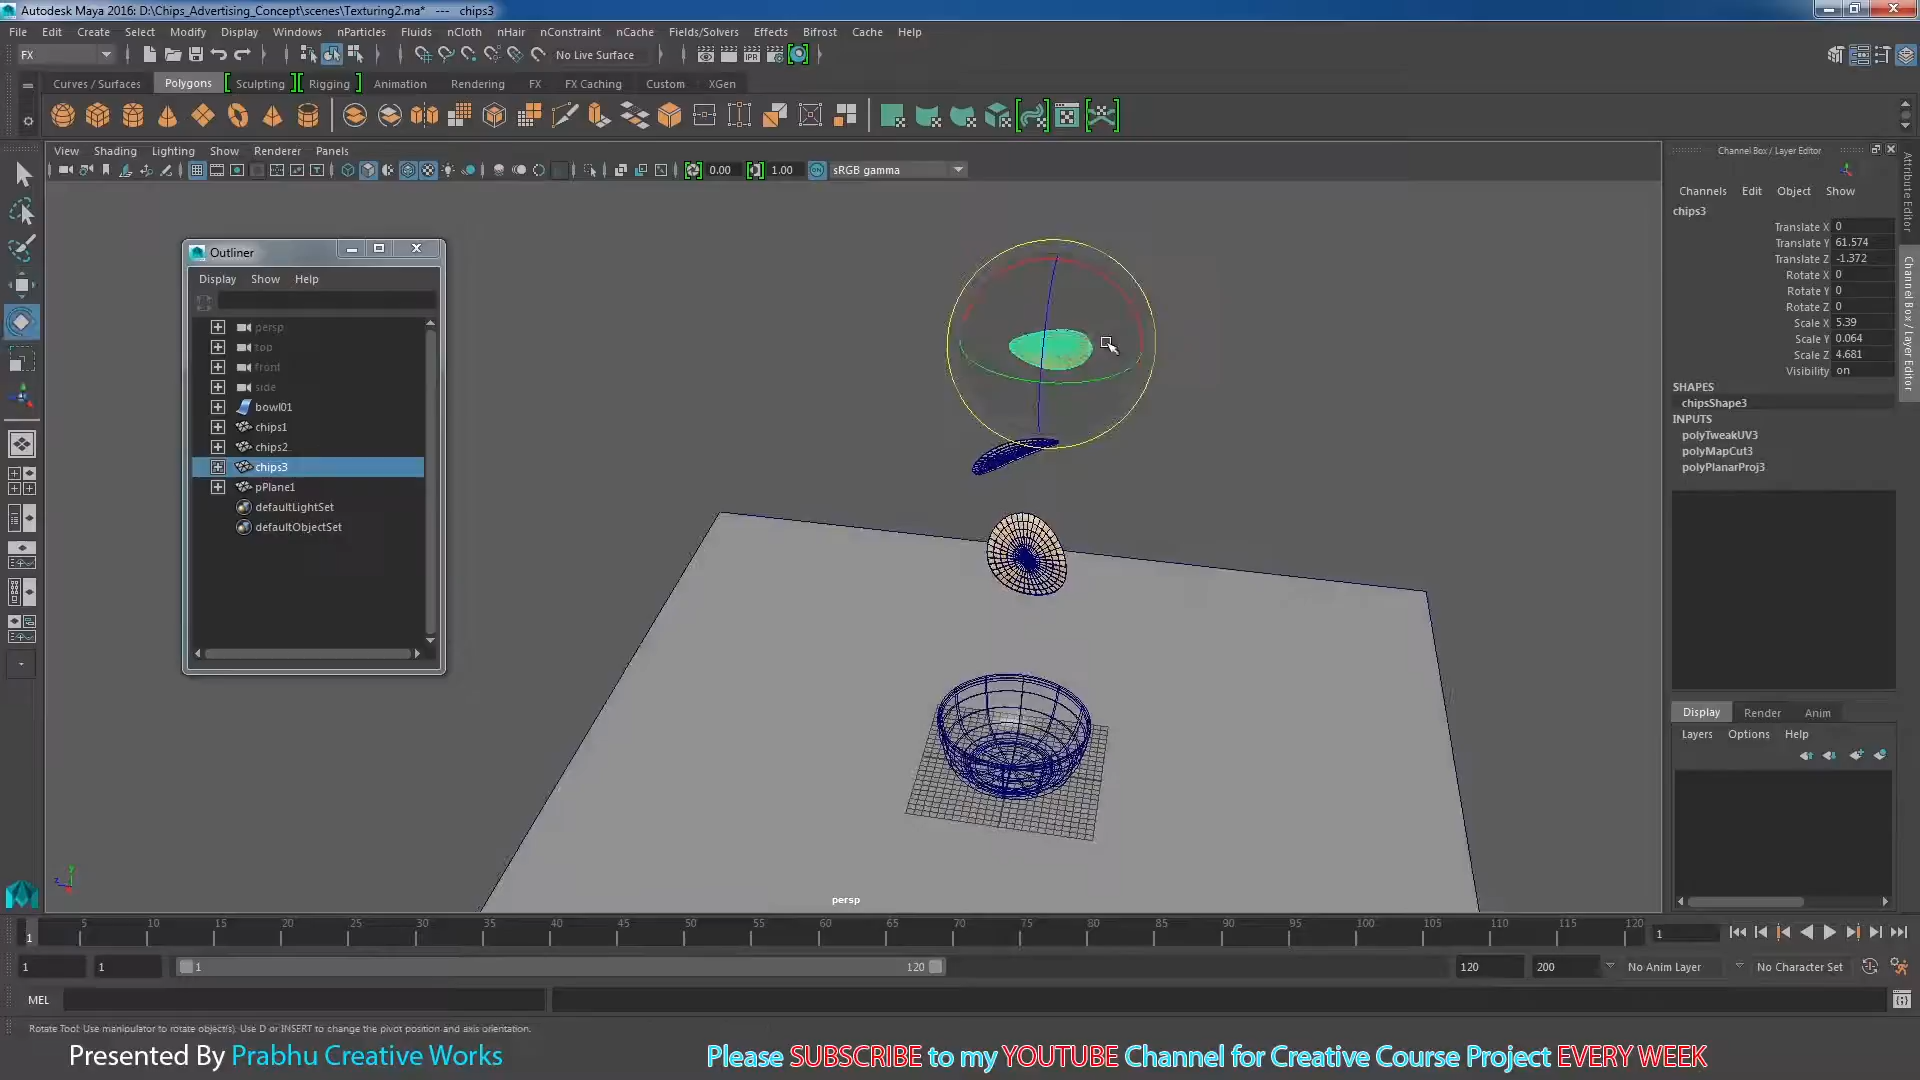 Autodesk Maya 2016: D:\Chips_Advertising_Concept\scenes\Texturing2.ma* --- chips3
File Edit Create Select Modify Display Windows nParticles Fluids nCloth nHair nConstraint nCache Fields/Solvers Effects Bifrost Cache Help
FX No Live Surface
Curves / Surfaces Polygons Sculpting Rigging Animation Rendering FX FX Caching Custom XGen
View Shading Lighting Show Renderer Panels
0.00 1.00 sRGB gamma
Outliner
Display Show Help
persp
top
front
side
bowl01
chips1
chips2
chips3
pPlane1
defaultLightSet
defaultObjectSet
persp
Channel Box / Layer Editor
Channels Edit Object Show
chips3
Translate X 0
Translate Y 61.574
Translate Z -1.372
Rotate X 0
Rotate Y 0
Rotate Z 0
Scale X 5.39
Scale Y 0.064
Scale Z 4.681
Visibility on
SHAPES
chipsShape3
INPUTS
polyTweakUV3
polyMapCut3
polyPlanarProj3
Display Render Anim
Layers Options Help
Attribute Editor
Channel Box / Layer Editor
5 10 15 20 25 30 35 40 45 50 55 60 65 70 75 80 85 90 95 100 105 110 115 120
1 1
1 1 1 120 120 200 No Anim Layer No Character Set
MEL
Rotate Tool: Use manipulator to rotate object(s). Use D or INSERT to change the pivot position and axis orientation.
Presented By Prabhu Creative Works
Please SUBSCRIBE to my YOUTUBE Channel for Creative Course Project EVERY WEEK